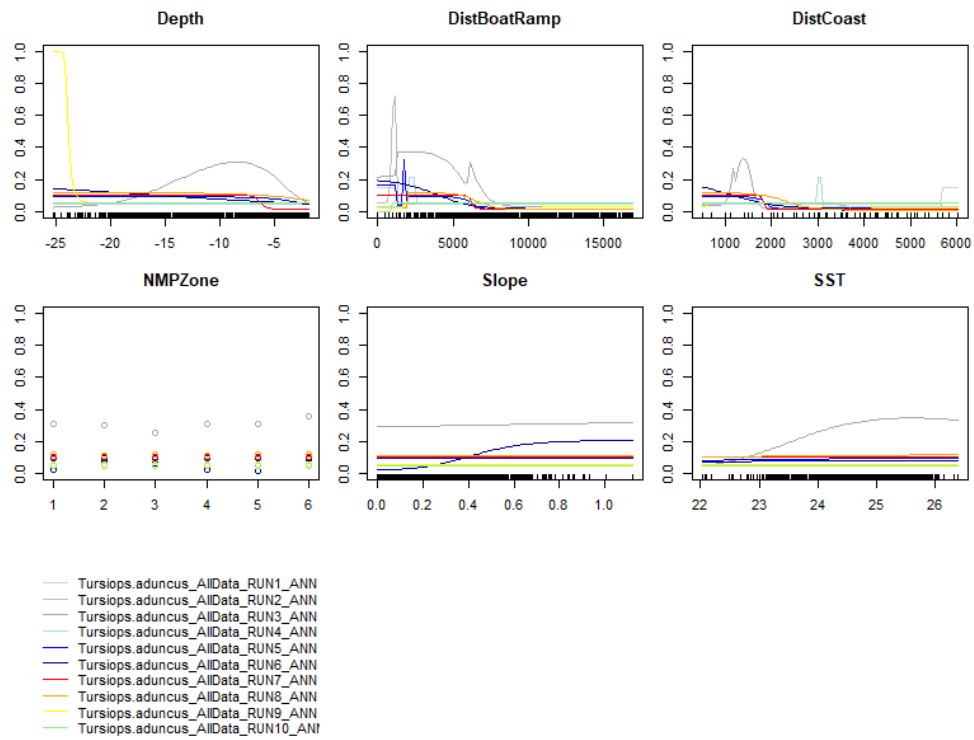 Depth DistBoatRamp DistCoast
0.0 0.2 0.4 0.6 0.8 1.0 0.0 0.2 0.4 0.6 0.8 1.0 0.0 0.2 0.4 0.6 0.8 1.0
-25 -20 -15 -10 -5 0 5000 10000 15000 1000 2000 3000 4000 5000 6000
NMPZone Slope SST
0.0 0.2 0.4 0.6 0.8 1.0 0.0 0.2 0.4 0.6 0.8 1.0 0.0 0.2 0.4 0.6 0.8 1.0
1 2 3 4 5 6 0.0 0.2 0.4 0.6 0.8 1.0 22 23 24 25 26
Tursiops.aduncus_AllData_RUN1_ANN
Tursiops.aduncus_AllData_RUN2_ANN
Tursiops.aduncus_AllData_RUN3_ANN
Tursiops.aduncus_AllData_RUN4_ANN
Tursiops.aduncus_AllData_RUN5_ANN
Tursiops.aduncus_AllData_RUN6_ANN
Tursiops.aduncus_AllData_RUN7_ANN
Tursiops.aduncus_AllData_RUN8_ANN
Tursiops.aduncus_AllData_RUN9_ANN
Tursiops.aduncus_AllData_RUN10_AN